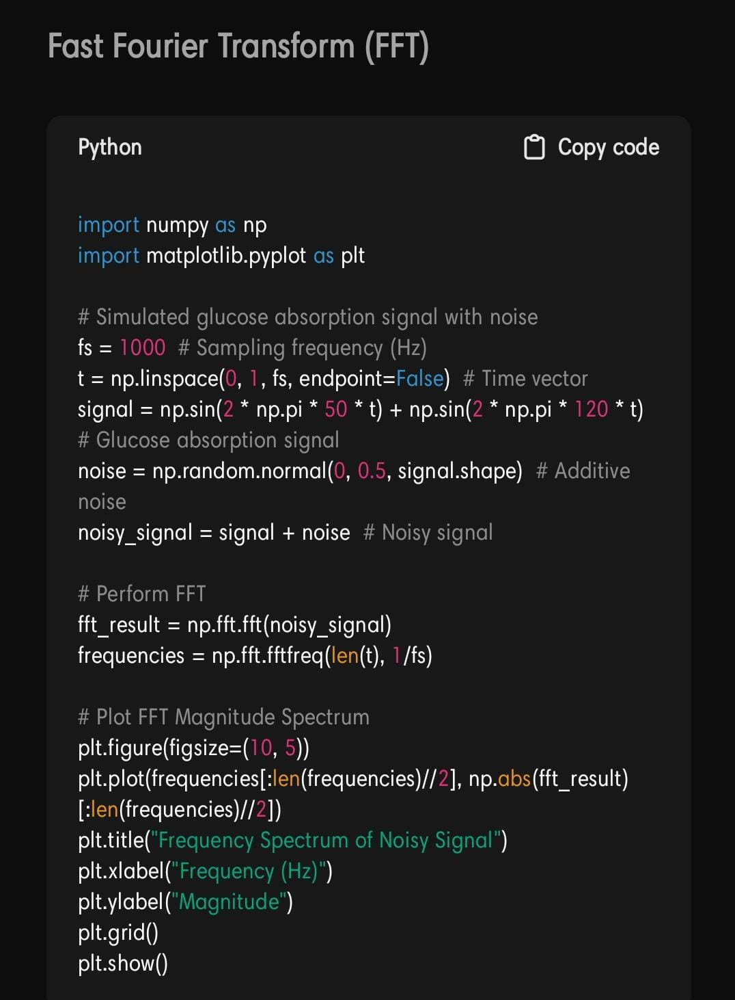 Fast Fourier Transform (FFT)
Python
Copy code
import numpy as np
import matplotlib.pyplot as plt
# Simulated glucose absorption signal with noise
fs = 1000  # Sampling frequency (Hz)
t = np.linspace(0, 1, fs, endpoint=False)  # Time vector
signal = np.sin(2 * np.pi * 50 * t) + np.sin(2 * np.pi * 120 * t)
# Glucose absorption signal
noise = np.random.normal(0, 0.5, signal.shape)  # Additive
noise
noisy_signal = signal + noise  # Noisy signal
# Perform FFT
fft_result = np.fft.fft(noisy_signal)
frequencies = np.fft.fftfreq(len(t), 1/fs)
# Plot FFT Magnitude Spectrum
plt.figure(figsize=(10, 5))
plt.plot(frequencies[:len(frequencies)//2], np.abs(fft_result)
[:len(frequencies)//2])
plt.title("Frequency Spectrum of Noisy Signal")
plt.xlabel("Frequency (Hz)")
plt.ylabel("Magnitude")
plt.grid()
plt.show()